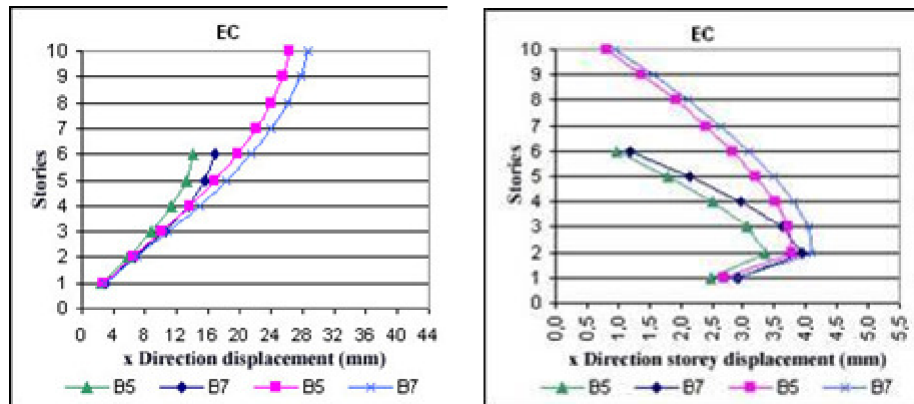 EC
Stories
10
9
8
7
6
5
4
3
2
1
0
0 4 8 12 16 20 24 28 32 36 40 44
x Direction displacement (mm)
B5 B7 B5 B7
EC
Stories
10
9
8
7
6
5
4
3
2
1
0
0,0 0,5 1,0 1,5 2,0 2,5 3,0 3,5 4,0 4,5 5,0 5,5
x Direction storey displacement (mm)
B5 B7 B5 B7